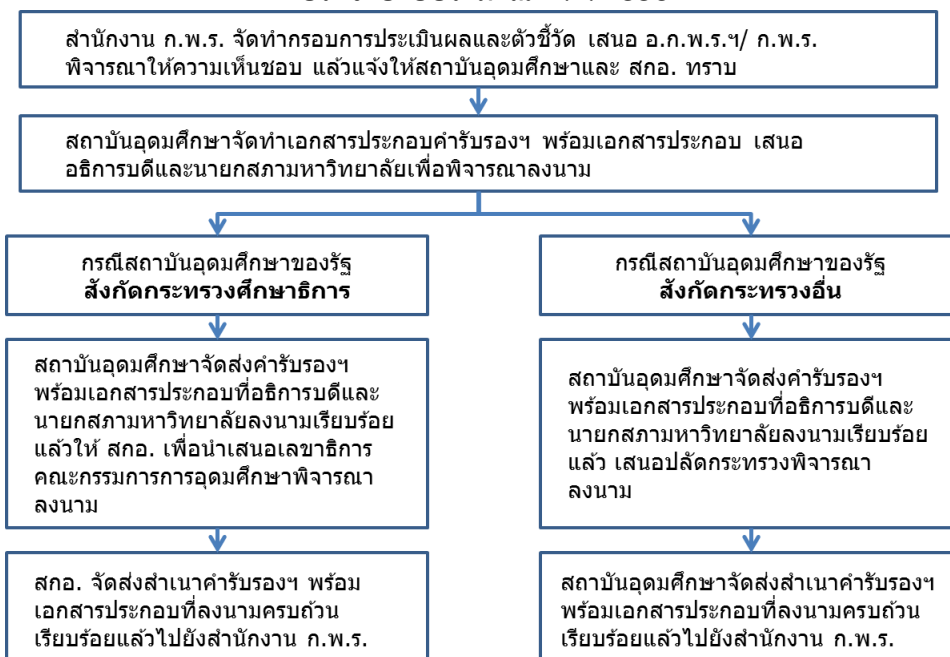 สำนักงาน ก.พ.ร. จัดทำกรอบการประเมินผลและตัวชี้วัด เสนอ อ.ก.พ.ร.ฯ/ ก.พ.ร.
พิจารณาให้ความเห็นชอบ แล้วแจ้งให้สถาบันอุดมศึกษาและ สกอ. ทราบ
สถาบันอุดมศึกษาจัดทำเอกสารประกอบคำรับรองฯ พร้อมเอกสารประกอบ เสนอ
อธิการบดีและนายกสภามหาวิทยาลัยเพื่อพิจารณาลงนาม
กรณีสถาบันอุดมศึกษาของรัฐ
สังกัดกระทรวงศึกษาธิการ
สถาบันอุดมศึกษาจัดส่งคำรับรองฯ
พร้อมเอกสารประกอบที่อธิการบดีและ
นายกสภามหาวิทยาลัยลงนามเรียบร้อย
แล้วให้ สกอ. เพื่อนำเสนอเลขาธิการ
คณะกรรมการการอุดมศึกษาพิจารณา
ลงนาม
สกอ. จัดส่งสำเนาคำรับรองฯ พร้อม
เอกสารประกอบที่ลงนามครบถ้วน
เรียบร้อยแล้วไปยังสำนักงาน ก.พ.ร.
กรณีสถาบันอุดมศึกษาของรัฐ
สังกัดกระทรวงอื่น
สถาบันอุดมศึกษาจัดส่งคำรับรองฯ
พร้อมเอกสารประกอบที่อธิการบดีและ
นายกสภามหาวิทยาลัยลงนามเรียบร้อย
แล้ว เสนอปลัดกระทรวงพิจารณา
ลงนาม
สถาบันอุดมศึกษาจัดส่งสำเนาคำรับรองฯ
พร้อมเอกสารประกอบที่ลงนามครบถ้วน
เรียบร้อยแล้วไปยังสำนักงาน ก.พ.ร.